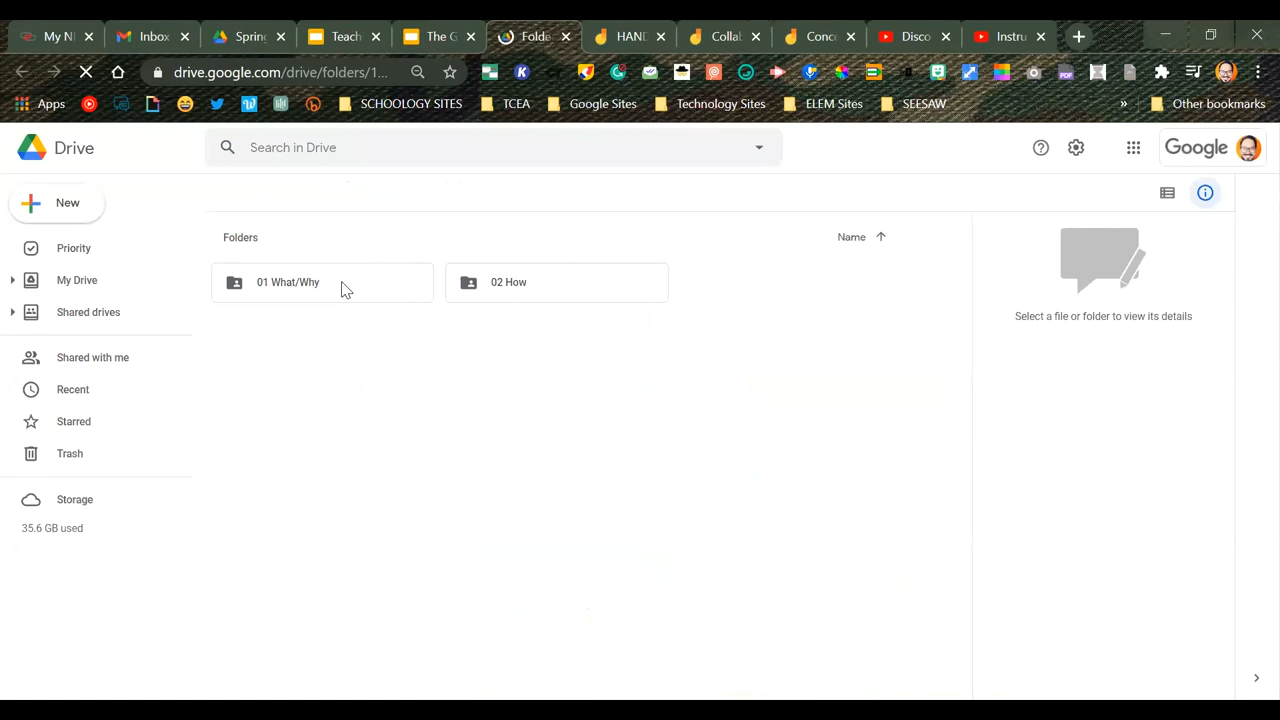 My N
Inbox
Spring
Teach
The G
Folde
HAND
Collal
Conce
Disco
Instru
drive.google.com/drive/folders/1...
Apps
SCHOOLOGY SITES
TCEA
Google Sites
Technology Sites
ELEM Sites
SEESAW
»
Other bookmarks
Drive
Search in Drive
Google
New
Priority
My Drive
Shared drives
Shared with me
Recent
Starred
Trash
Storage
35.6 GB used
Folders
Name
01 What/Why
02 How
Select a file or folder to view its details